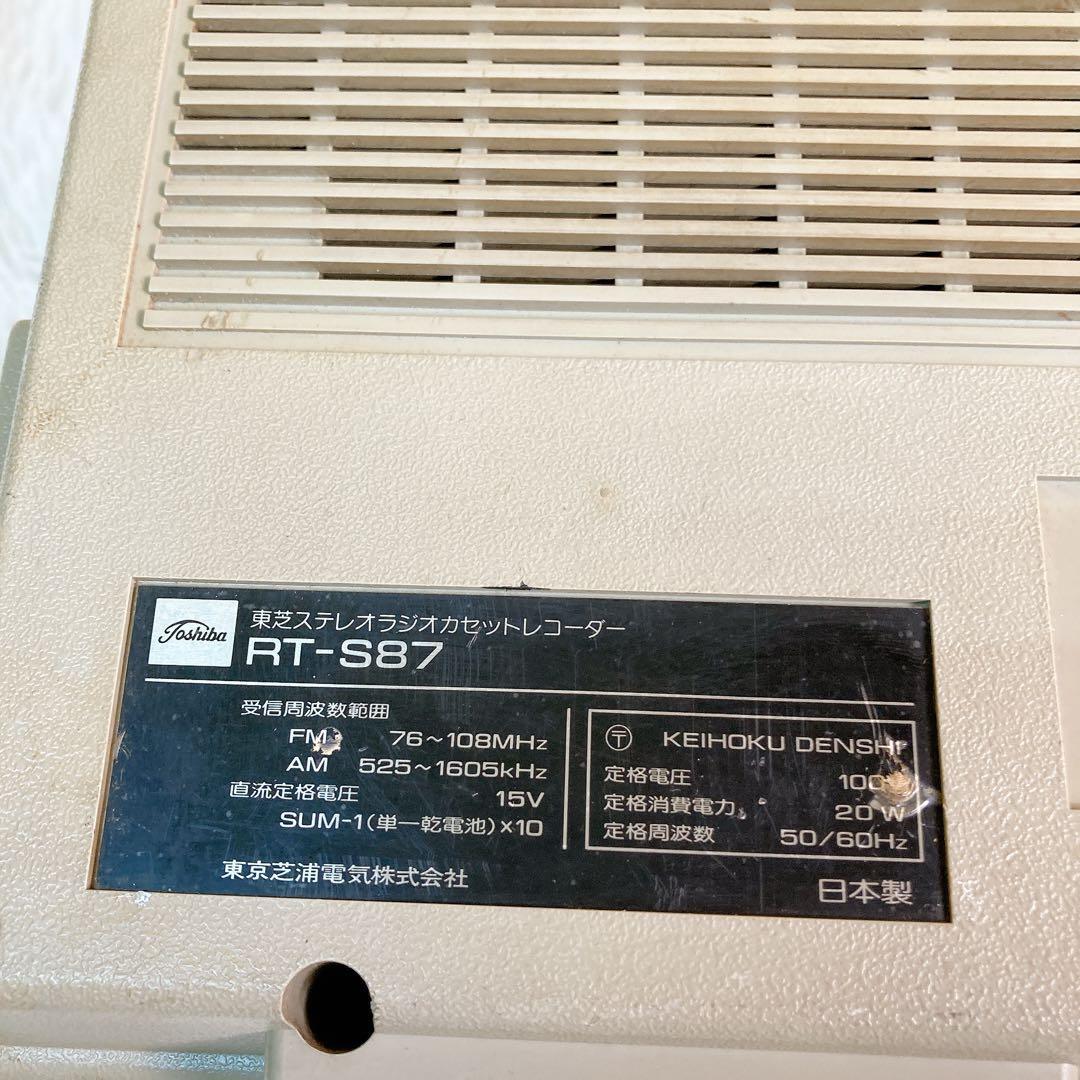 Toshiba
東芝ステレオラジオカセットレコーダー
RT-S87
受信周波数範囲
FM 76～108MHz
AM 525～1605kHz
直流定格電圧 15V
SUM-1(単一乾電池)×10
〒 KEIHOKU DENSHI
定格電圧 100
定格消費電力 20 W
定格周波数 50/60Hz
東京芝浦電気株式会社
日本製